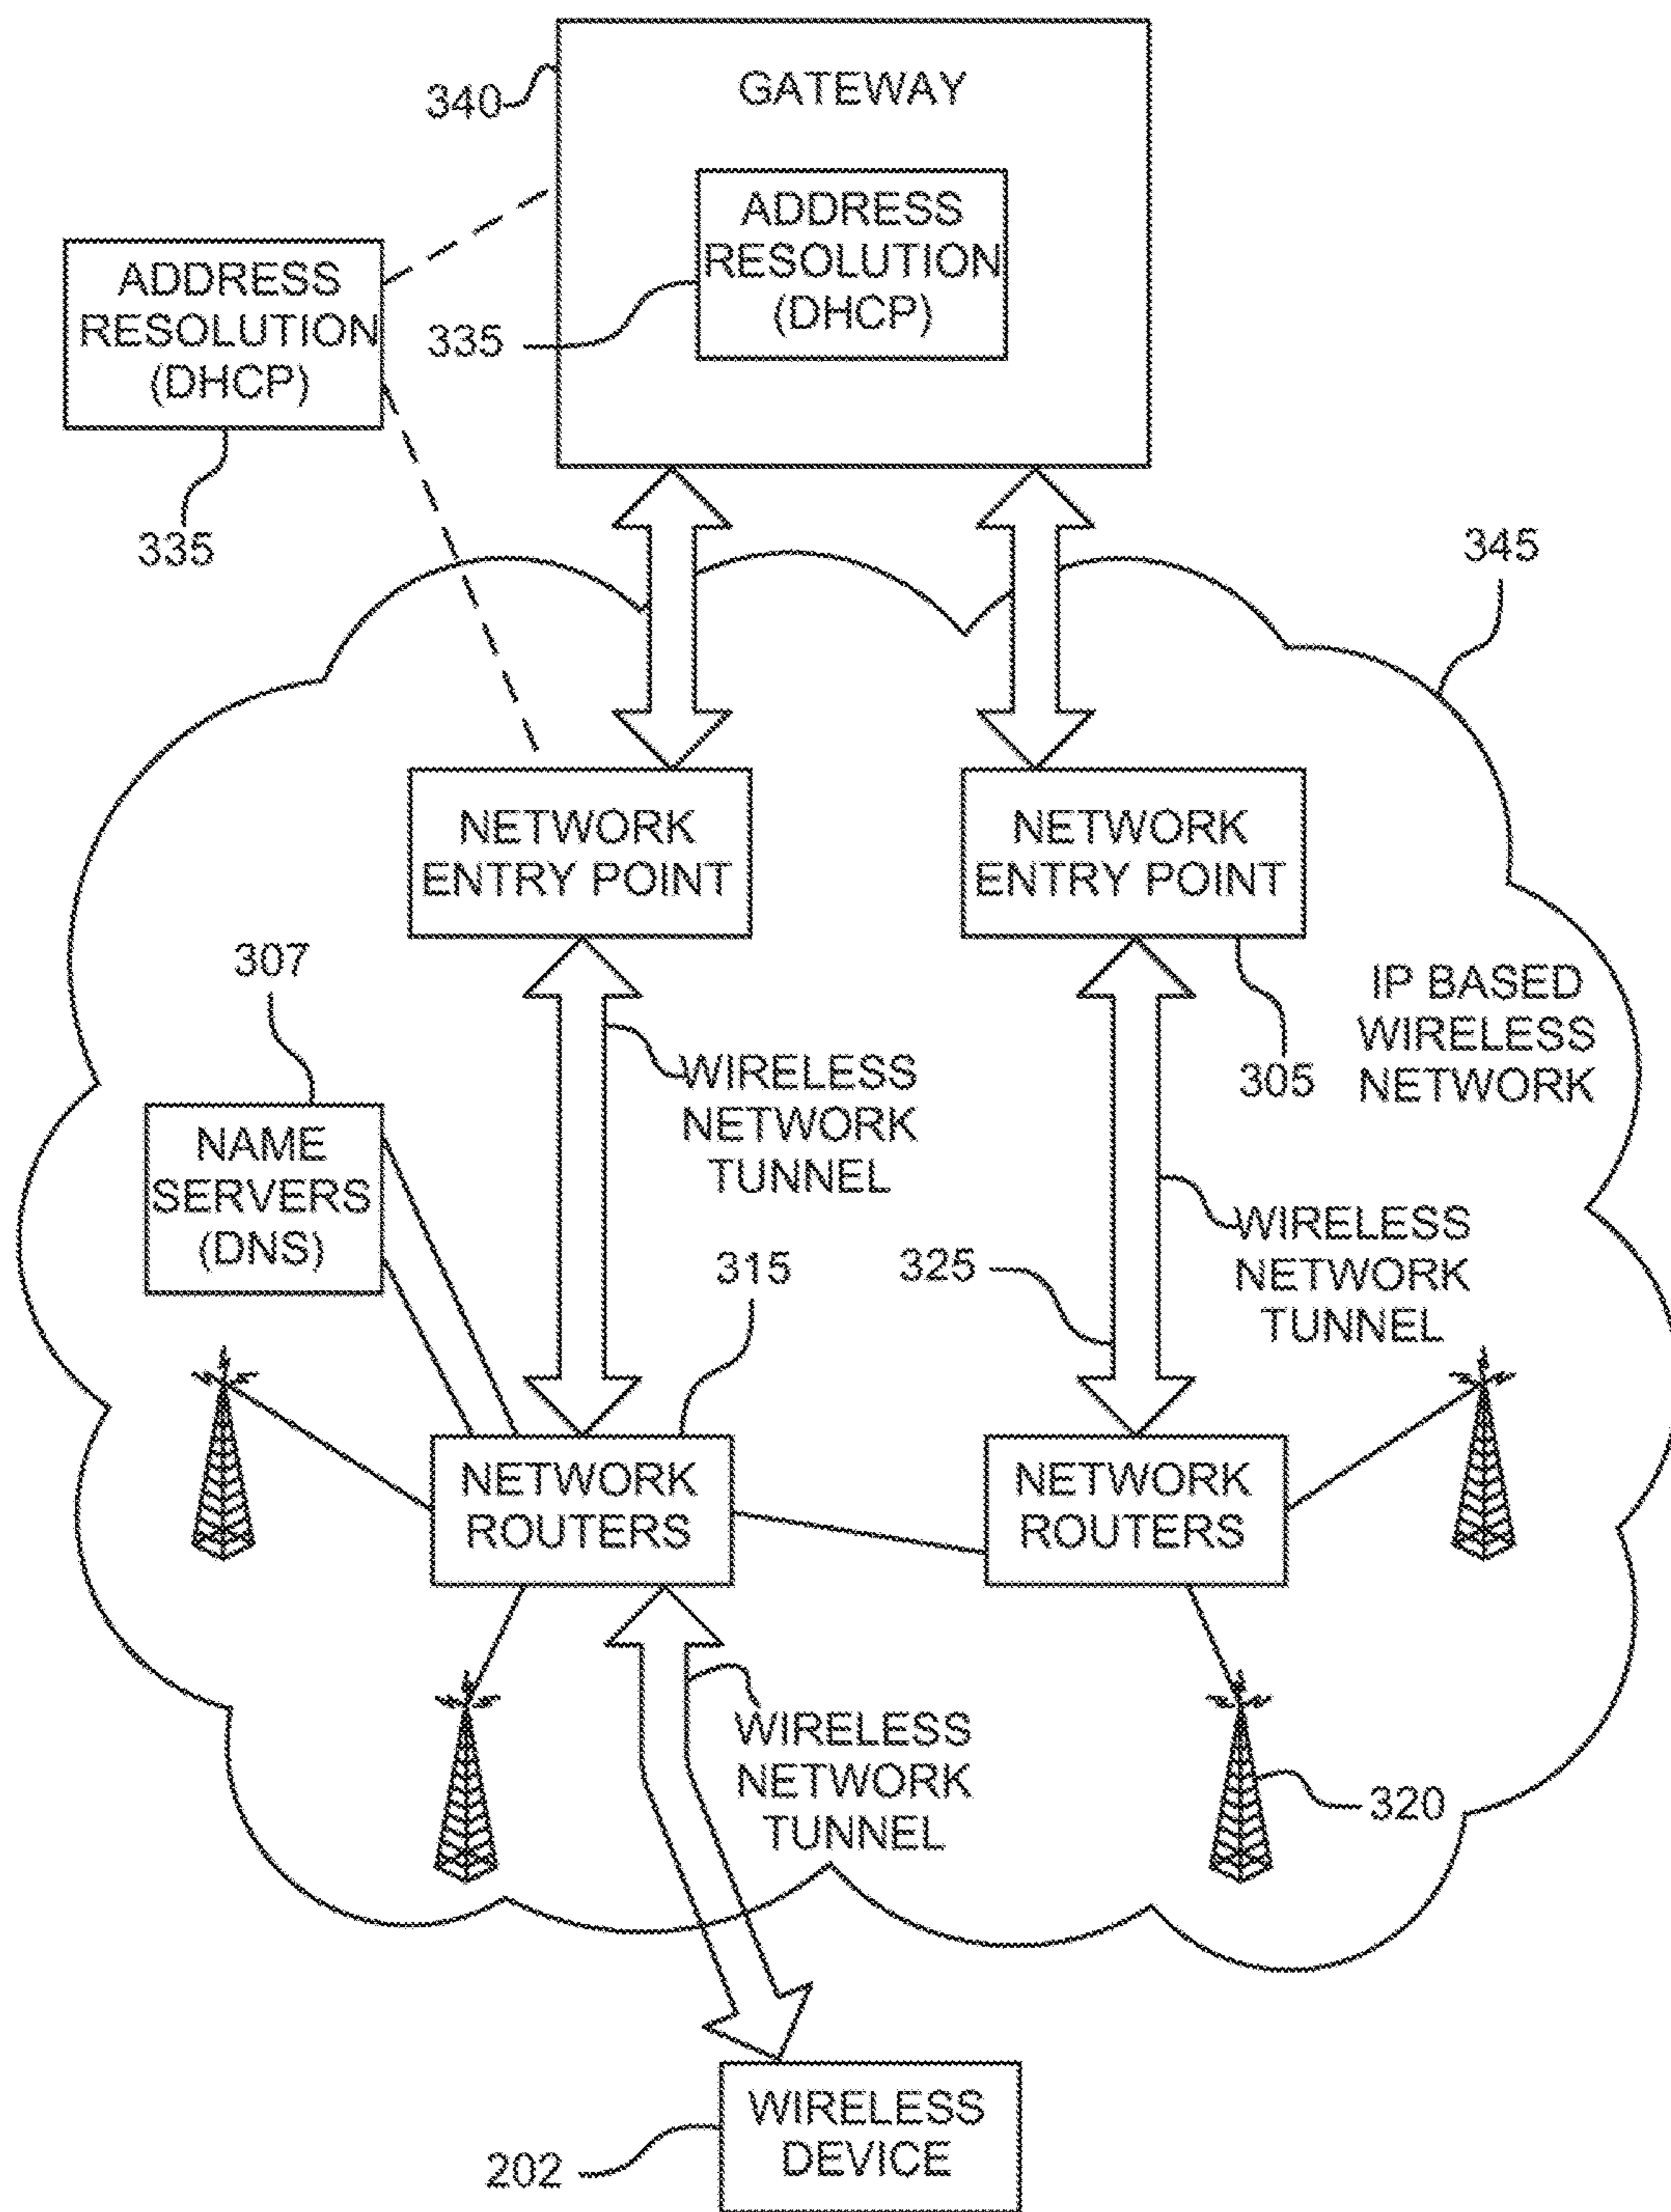 340
GATEWAY
ADDRESS
RESOLUTION
(DHCP)
335
ADDRESS
RESOLUTION
(DHCP)
335
345
NETWORK
ENTRY POINT
NETWORK
ENTRY POINT
305
IP BASED
WIRELESS
NETWORK
307
NAME
SERVERS
(DNS)
WIRELESS
NETWORK
TUNNEL
WIRELESS
NETWORK
TUNNEL
315
325
NETWORK
ROUTERS
NETWORK
ROUTERS
WIRELESS
NETWORK
TUNNEL
320
WIRELESS
DEVICE
202